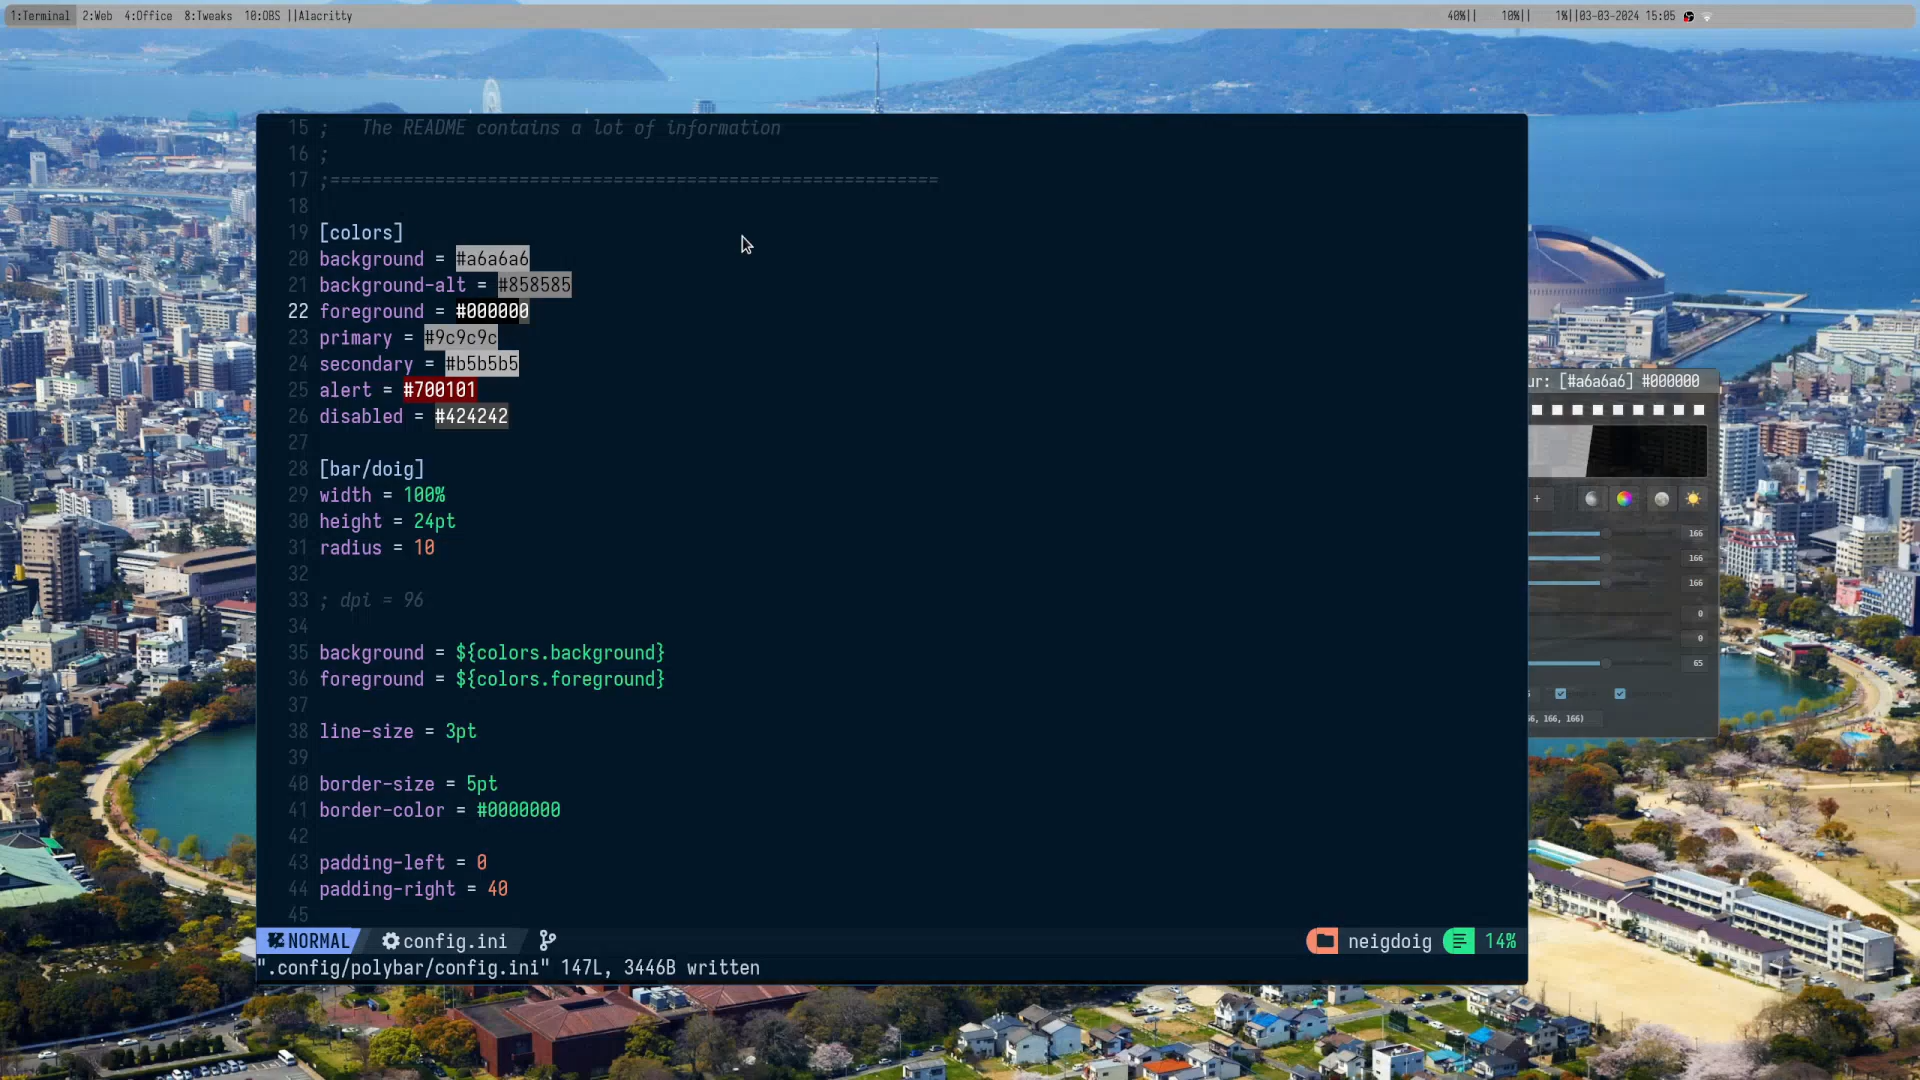 1:Terminal 2:Web 4:Office 8:Tweaks 10:OBS ||Alacritty 40%|| 10%|| 1%||03-03-2024 15:05
15 ;   The README contains a lot of information
16 ;
17 ;==========================================================
18
19 [colors]
20 background = #a6a6a6
21 background-alt = #858585
22 foreground = #000000
23 primary = #9c9c9c
24 secondary = #b5b5b5
25 alert = #700101
26 disabled = #424242
27
28 [bar/doig]
29 width = 100%
30 height = 24pt
31 radius = 10
32
33 ; dpi = 96
34
35 background = ${colors.background}
36 foreground = ${colors.foreground}
37
38 line-size = 3pt
39
40 border-size = 5pt
41 border-color = #0000000
42
43 padding-left = 0
44 padding-right = 40
45
NORMAL config.ini neigdoig 14%
".config/polybar/config.ini" 147L, 3446B written
ur: [#a6a6a6] #000000
+
166
166
166
0
0
65
6, 166, 166)